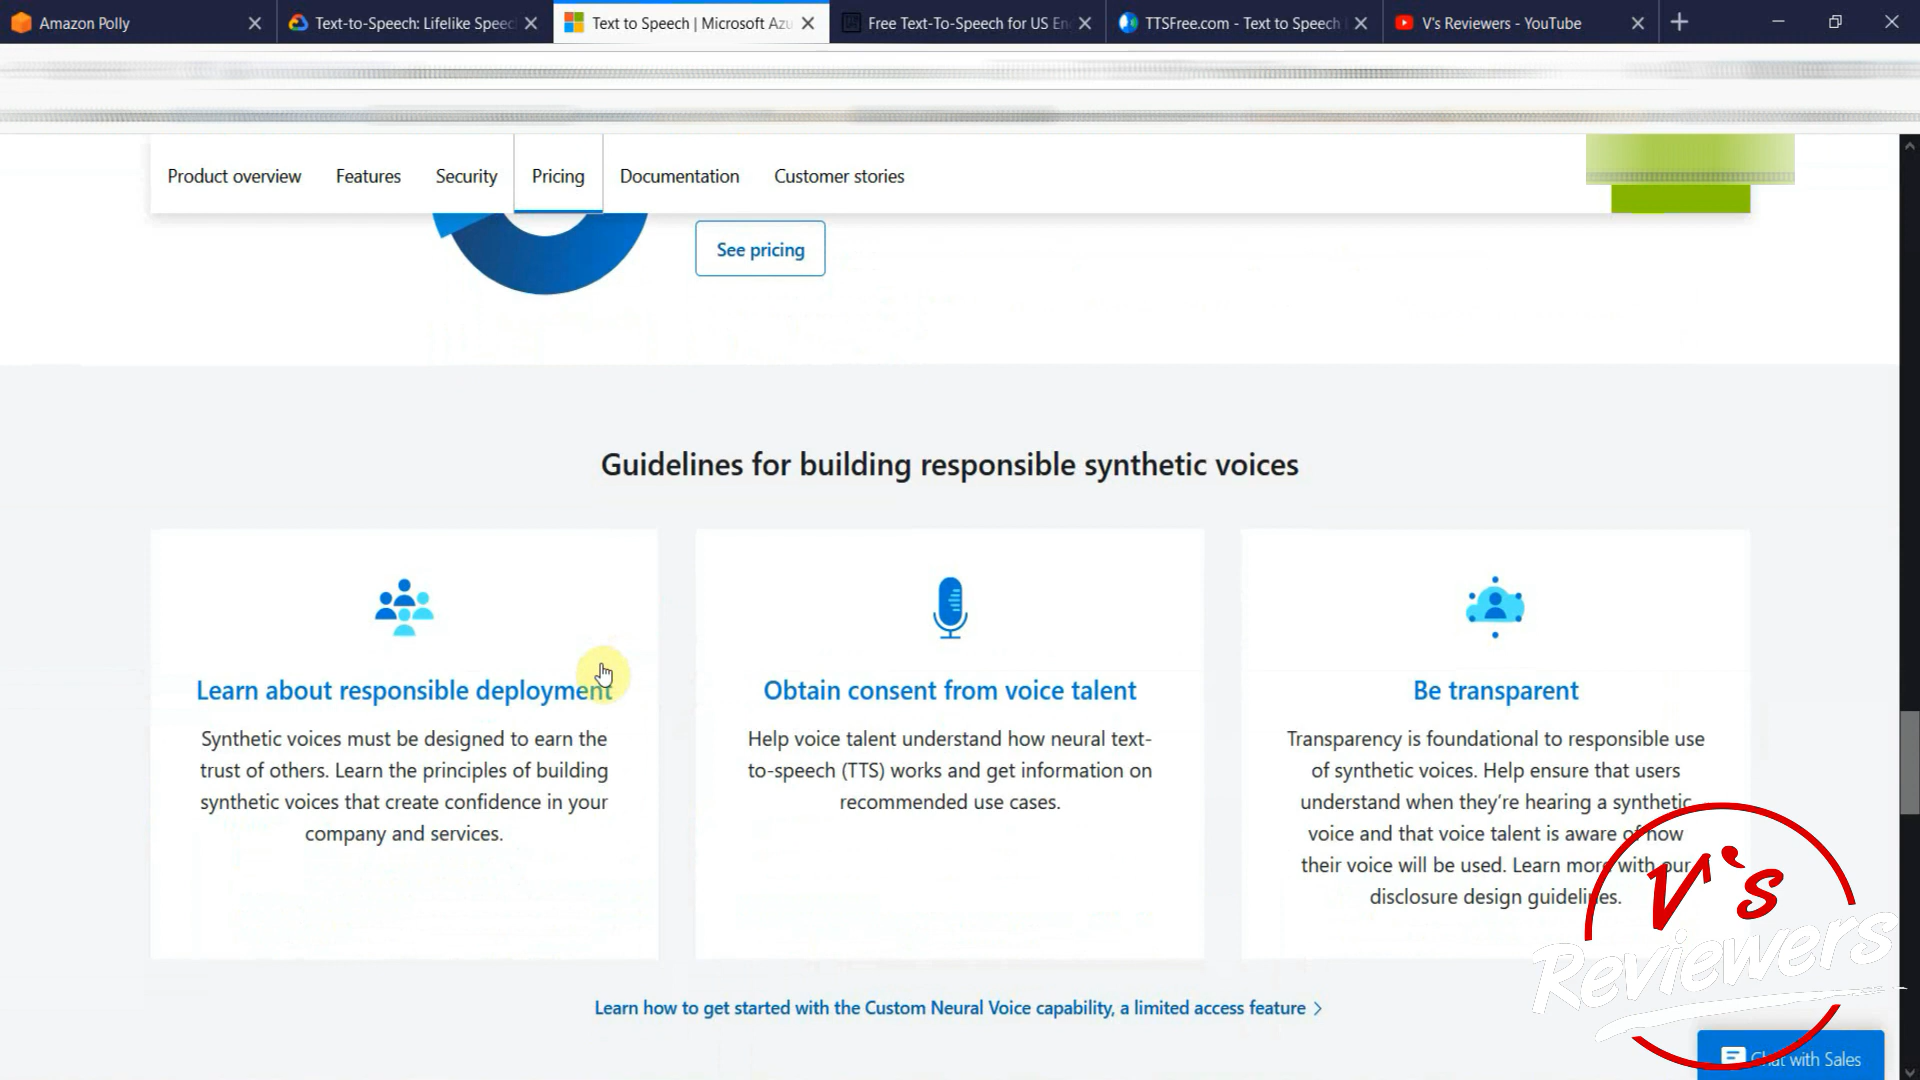 Amazon Polly
Text-to-Speech: Lifelike Speec
Text to Speech | Microsoft Azu
Free Text-To-Speech for US En
TTSFree.com - Text to Speech
V's Reviewers - YouTube
Product overview
Features
Security
Pricing
Documentation
Customer stories
See pricing
Guidelines for building responsible synthetic voices
Learn about responsible deployment
Synthetic voices must be designed to earn the
trust of others. Learn the principles of building
synthetic voices that create confidence in your
company and services.
Obtain consent from voice talent
Help voice talent understand how neural text-
to-speech (TTS) works and get information on
recommended use cases.
Be transparent
Transparency is foundational to responsible use
of synthetic voices. Help ensure that users
understand when they're hearing a synthetic
voice and that voice talent is aware of how
their voice will be used. Learn more with our
disclosure design guidelines.
Learn how to get started with the Custom Neural Voice capability, a limited access feature
V's
Reviewers
Chat with Sales